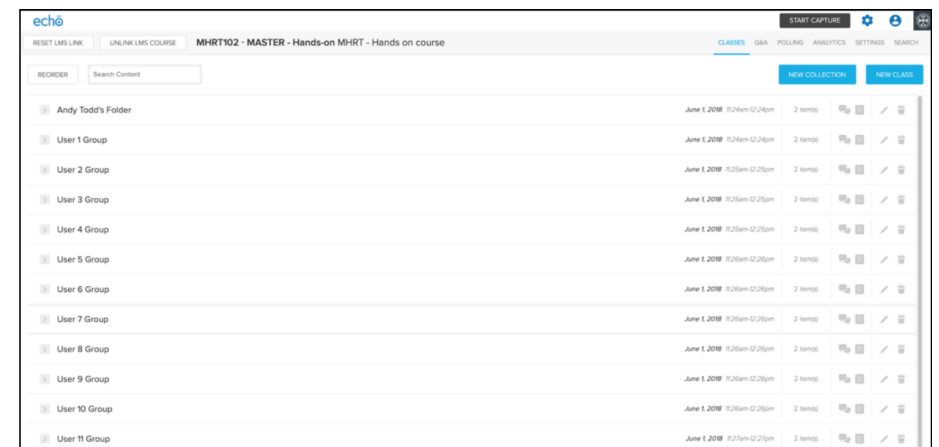 echo
START CAPTURE
RESET LMS LINK UNLINK LMS COURSE MHRT102 - MASTER - Hands-on MHRT - Hands on course CLASSES Q&A POLLING ANALYTICS SETTINGS SEARCH
REORDER Search Content NEW COLLECTION NEW CLASS
Andy Todd's Folder June 1, 2018 11:24am-12:24pm 2 item(s)
User 1 Group June 1, 2018 11:24am-12:24pm 2 item(s)
User 2 Group June 1, 2018 11:25am-12:25pm 2 item(s)
User 3 Group June 1, 2018 11:25am-12:25pm 2 item(s)
User 4 Group June 1, 2018 11:25am-12:25pm 2 item(s)
User 5 Group June 1, 2018 11:26am-12:26pm 2 item(s)
User 6 Group June 1, 2018 11:26am-12:26pm 2 item(s)
User 7 Group June 1, 2018 11:26am-12:26pm 2 item(s)
User 8 Group June 1, 2018 11:26am-12:26pm 2 item(s)
User 9 Group June 1, 2018 11:26am-12:26pm 2 item(s)
User 10 Group June 1, 2018 11:26am-12:26pm 2 item(s)
User 11 Group June 1, 2018 11:27am-12:27pm 2 item(s)